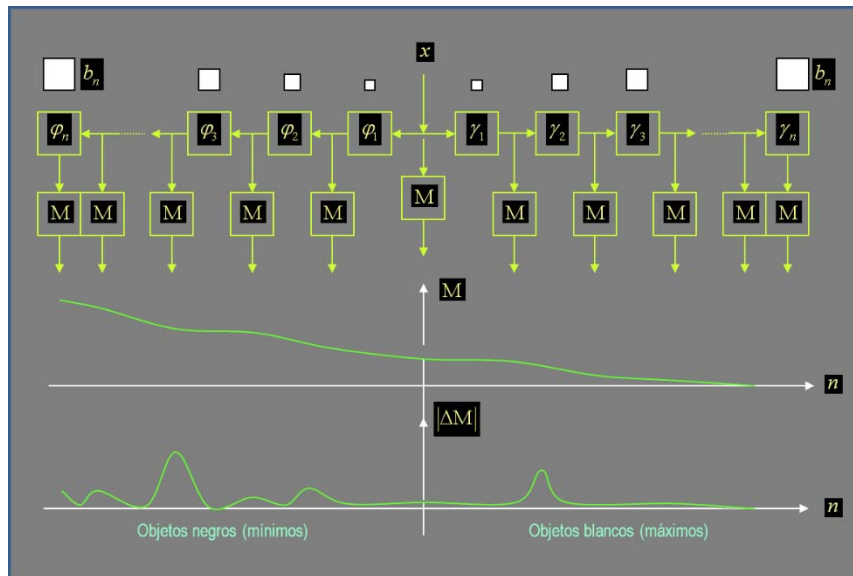 x
b_n b_n
φ_n φ_3 φ_2 φ_1 γ_1 γ_2 γ_3 γ_n
M M M M M M M M M M M
M
n
|ΔM|
n
Objetos negros (mínimos) Objetos blancos (máximos)